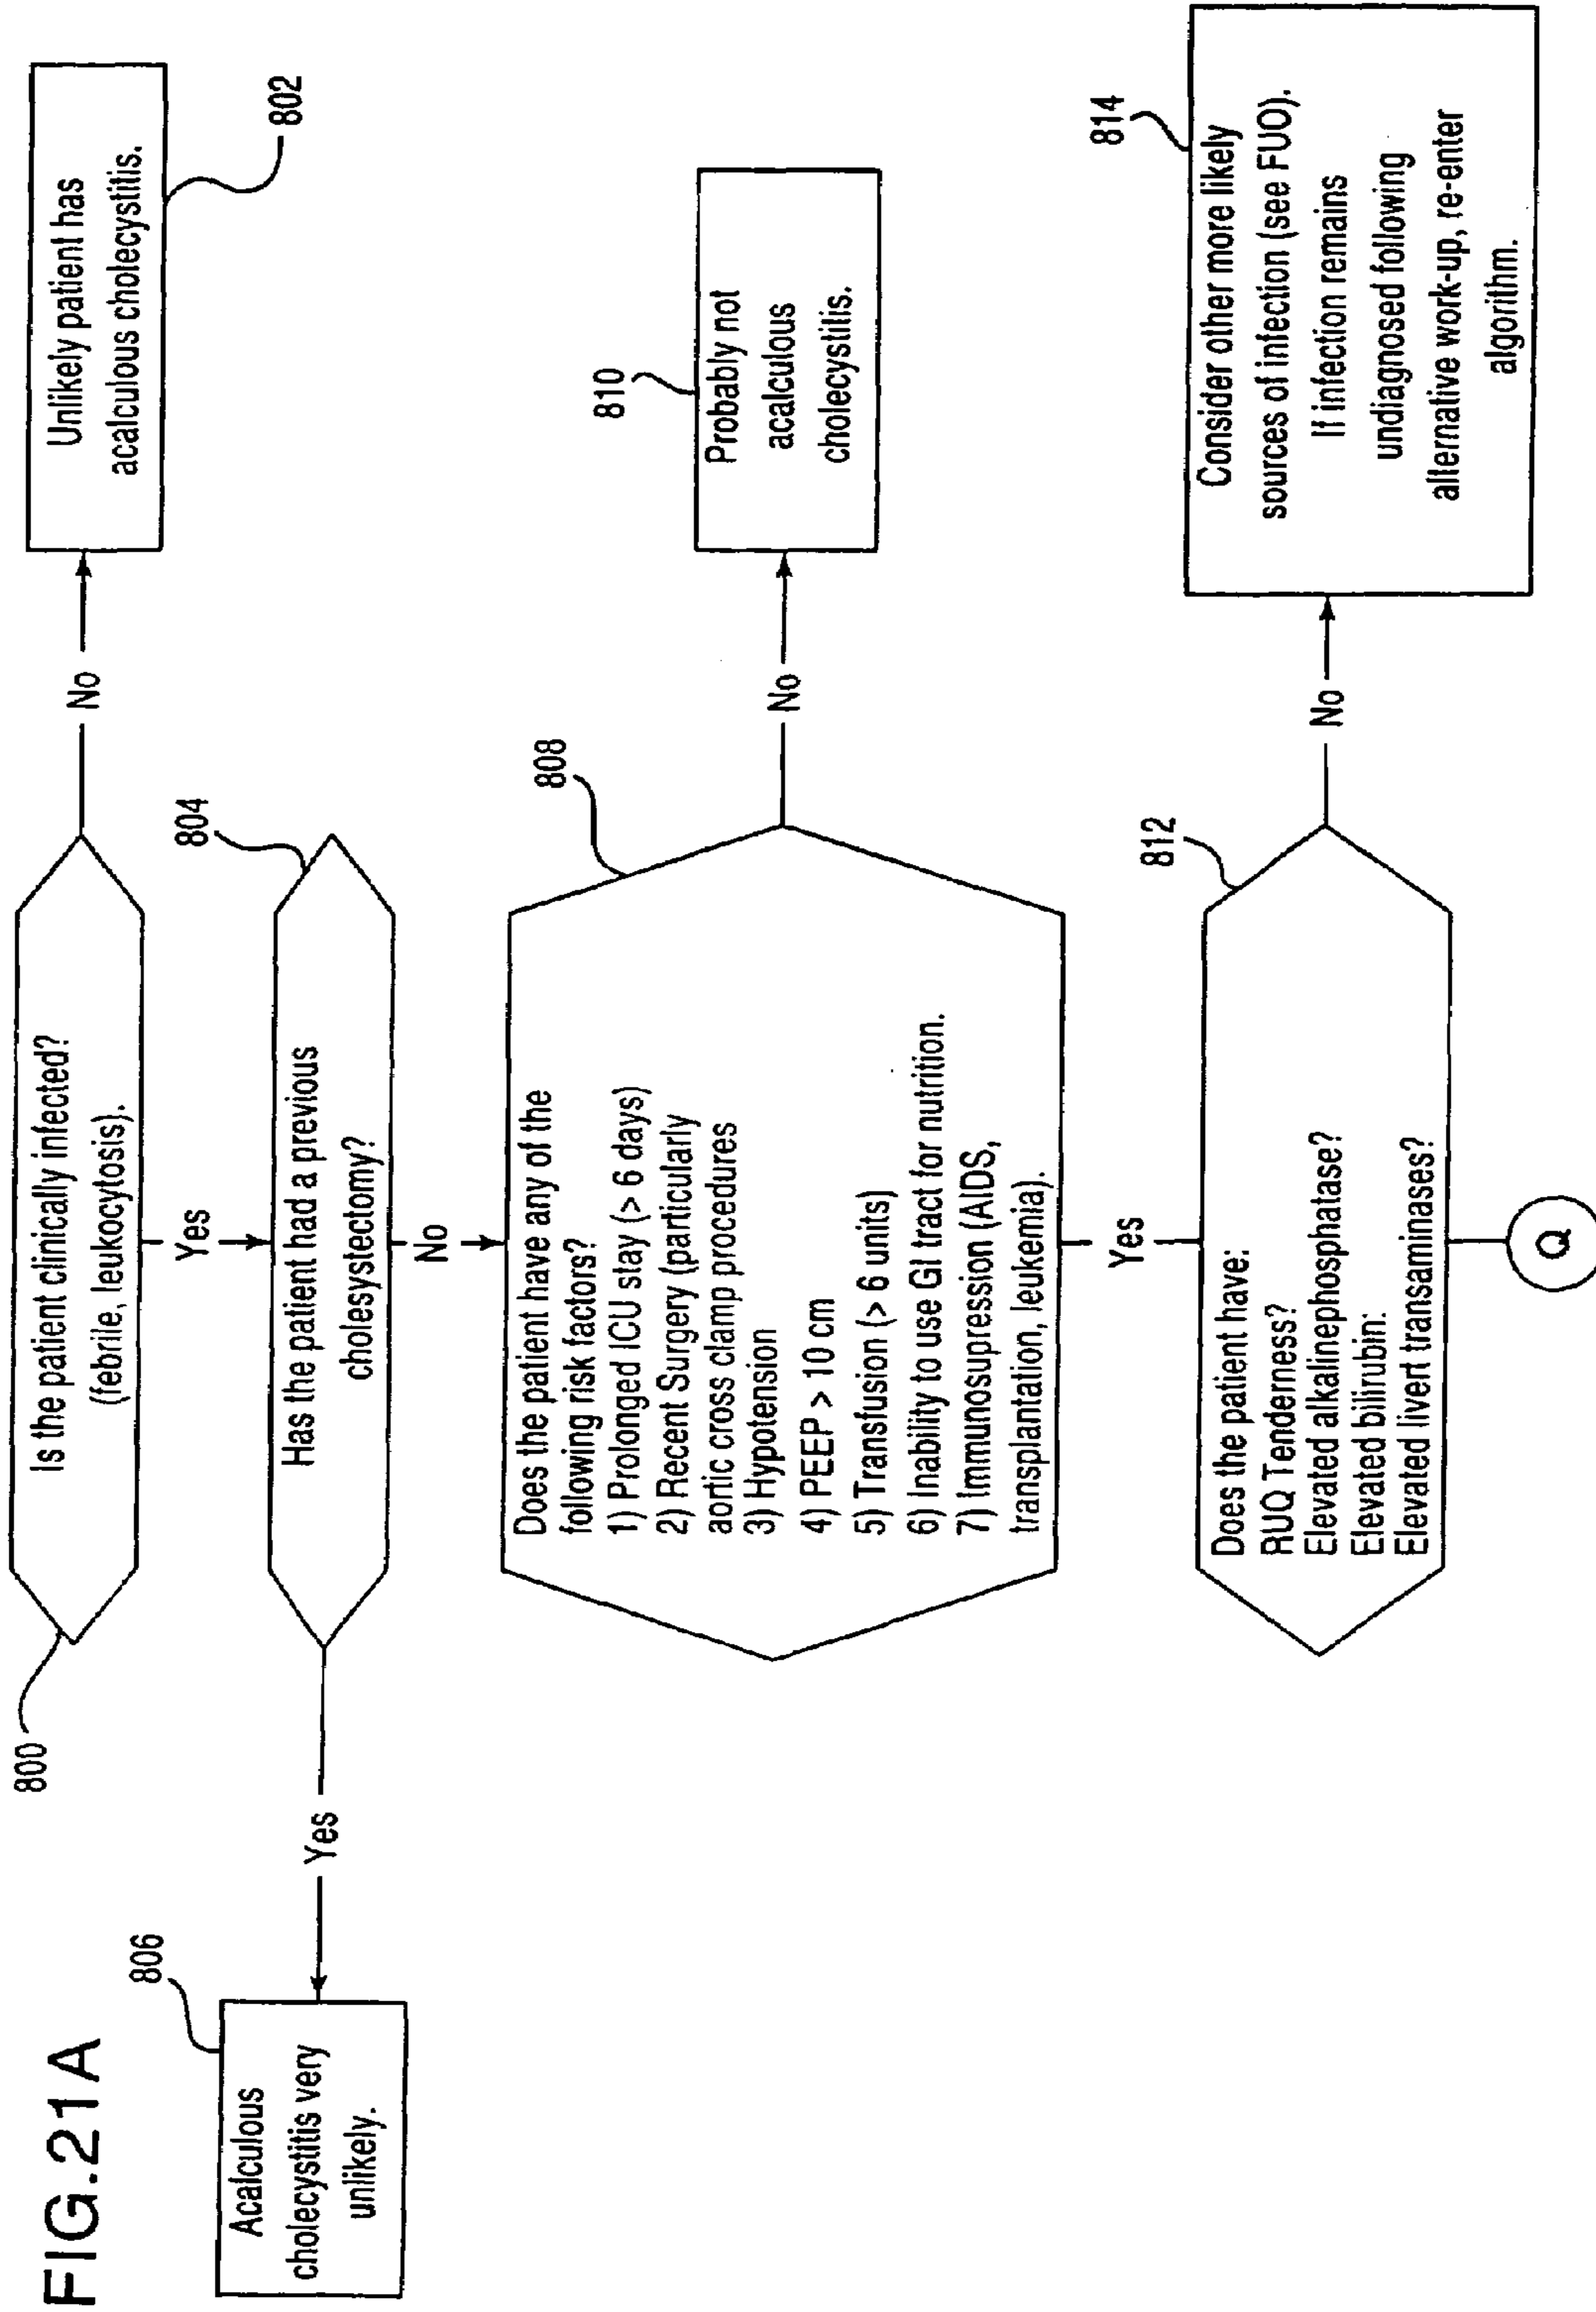 FIG.21A
800
Is the patient clinically infected?
(febrile, leukocytosis).
No
Unlikely patient has
acalculous cholecystitis.
802
Yes
804
Has the patient had a previous
cholesystectomy?
Yes
806
Acalculous
cholecystitis very
unlikely.
No
808
Does the patient have any of the
following risk factors?
1) Prolonged ICU stay (> 6 days)
2) Recent Surgery (particularly
aortic cross clamp procedures
3) Hypotension
4) PEEP > 10 cm
5) Transfusion (> 6 units)
6) Inability to use GI tract for nutrition.
7) Immunosupression (AIDS,
transplantation, leukemia).
No
810
Probably not
acalculous
cholecystitis.
Yes
812
Does the patient have:
RUQ Tenderness?
Elevated alkalinephosphatase?
Elevated bilirubin:
Elevated livert transaminases?
No
814
Consider other more likely
sources of infection (see FUO).
If infection remains
undiagnosed following
alternative work-up, re-enter
algorithm.
Q